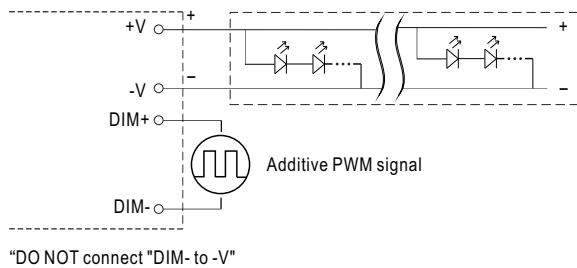 +V
+
+
-V
−
−
DIM+
Additive PWM signal
DIM-
“DO NOT connect "DIM- to -V"